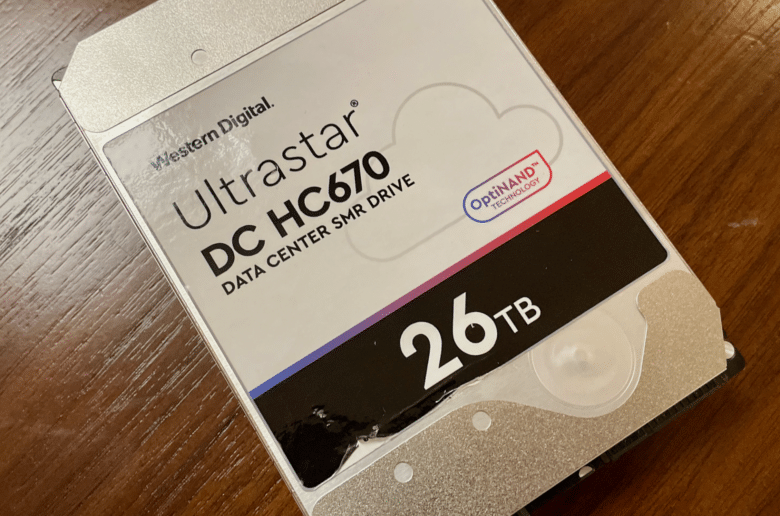 Western Digital.
Ultrastar®
DC HC670
DATA CENTER SMR DRIVE
OptiNAND™
TECHNOLOGY
26TB